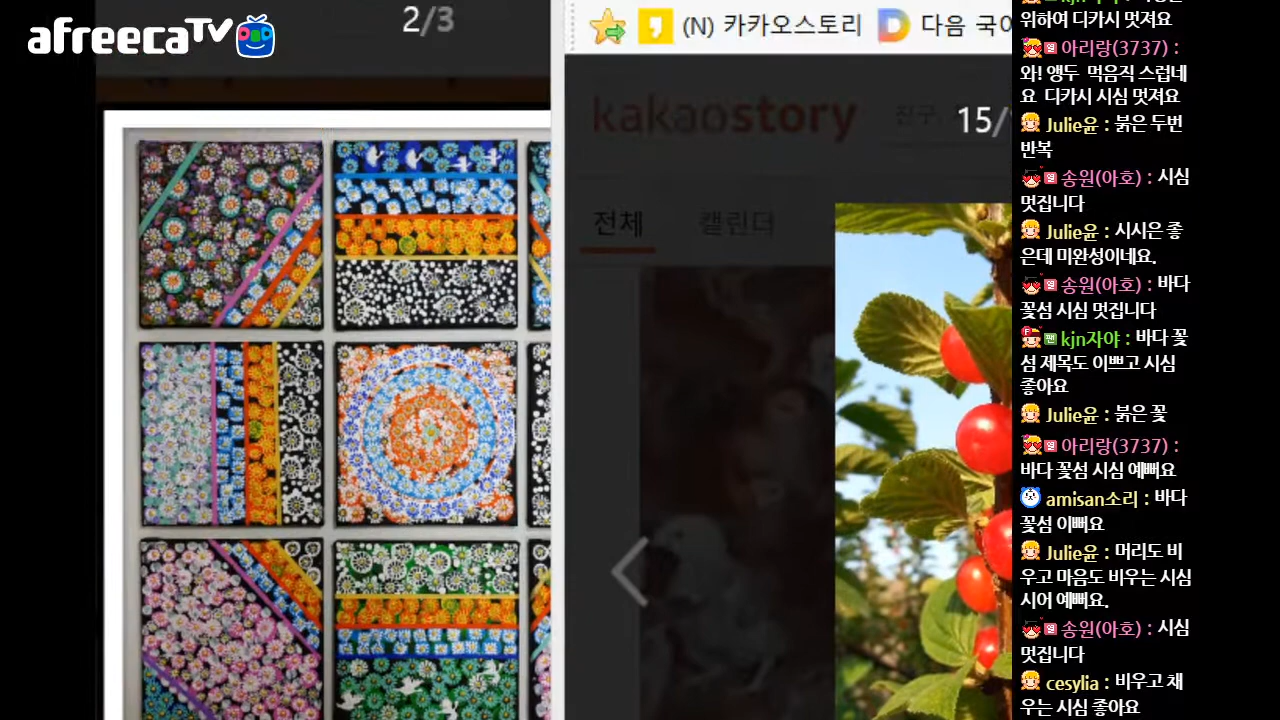 afreecaTV
2/3
(N) 카카오스토리
다음 국어
kakaostory
친구,
15/
전체
캘린더
위하여 디카시 멋져요
아리랑(3737) :
와! 앵두 먹음직 스럽네
요 디카시 시심 멋져요
Julie윤 : 붉은 두번
반복
송원(아호) : 시심
멋집니다
Julie윤 : 시시은 좋
은데 미완성이네요.
송원(아호) : 바다
꽃섬 시심 멋집니다
kjn자야 : 바다 꽃
섬 제목도 이쁘고 시심
좋아요
Julie윤 : 붉은 꽃
아리랑(3737) :
바다 꽃섬 시심 예뻐요
amisan소리 : 바다
꽃섬 이뻐요
Julie윤 : 머리도 비
우고 마음도 비우는 시심
시어 예뻐요.
송원(아호) : 시심
멋집니다
cesylia : 비우고 채
우는 시심 좋아요